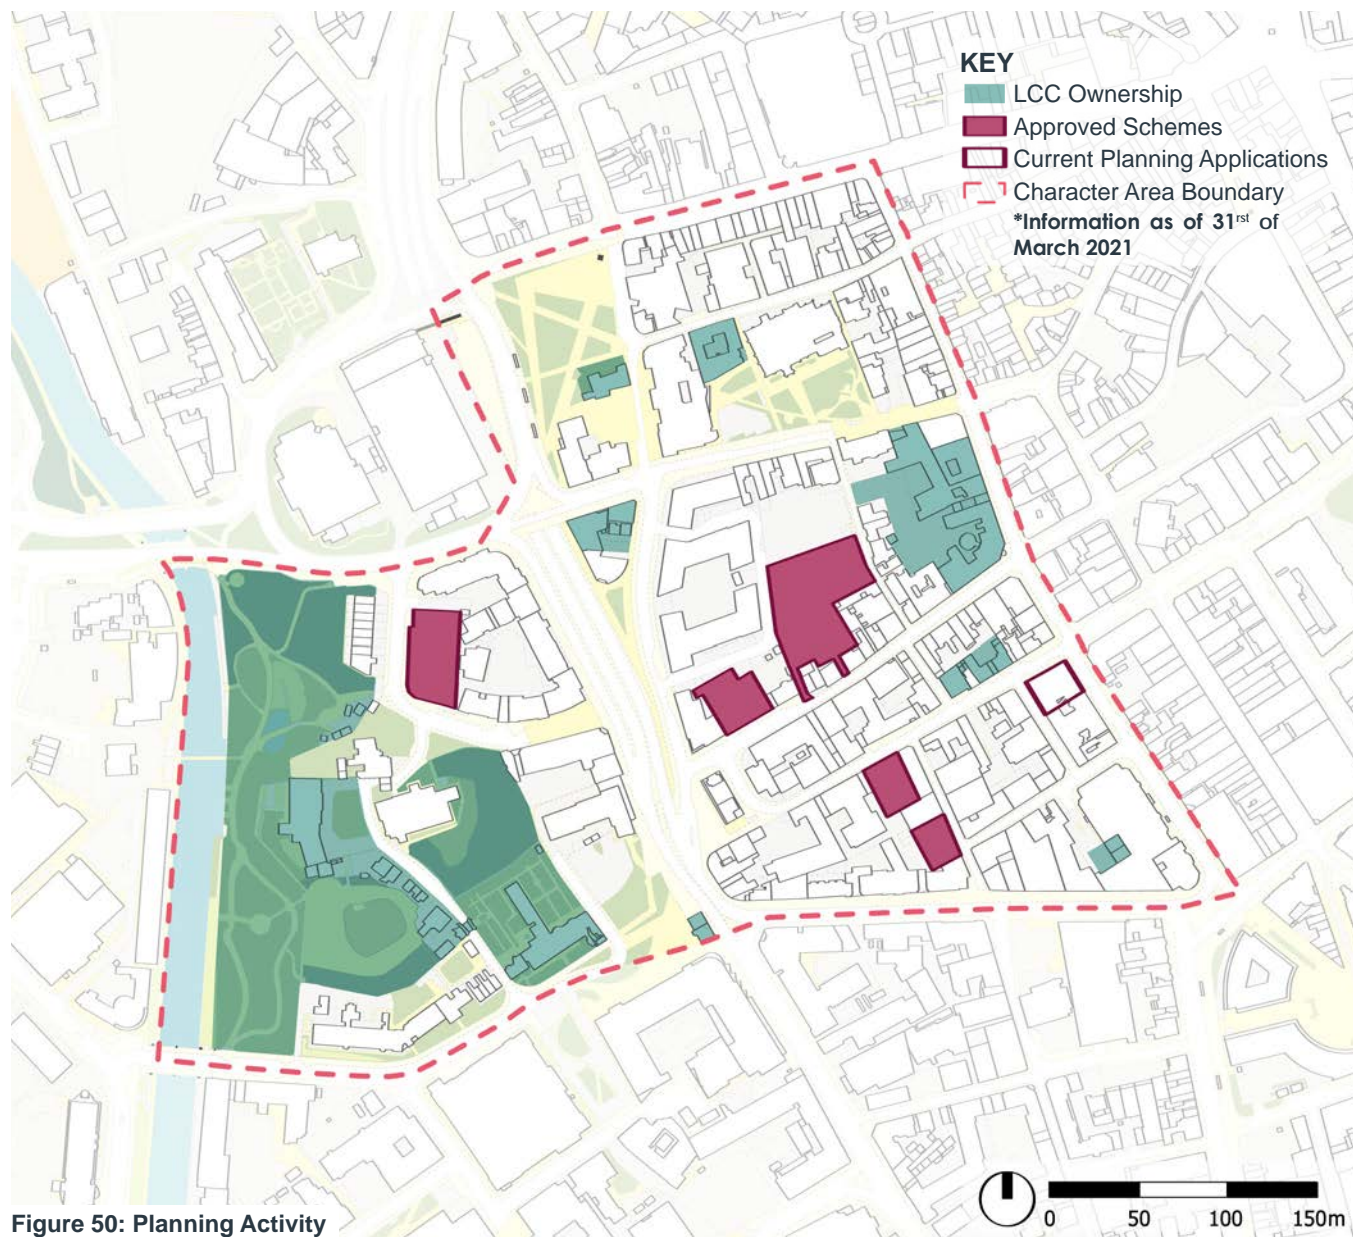 KEY
LCC Ownership
Approved Schemes
Current Planning Applications
Character Area Boundary
*Information as of 31rst of
March 2021
0 50 100 150m
Figure 50: Planning Activity